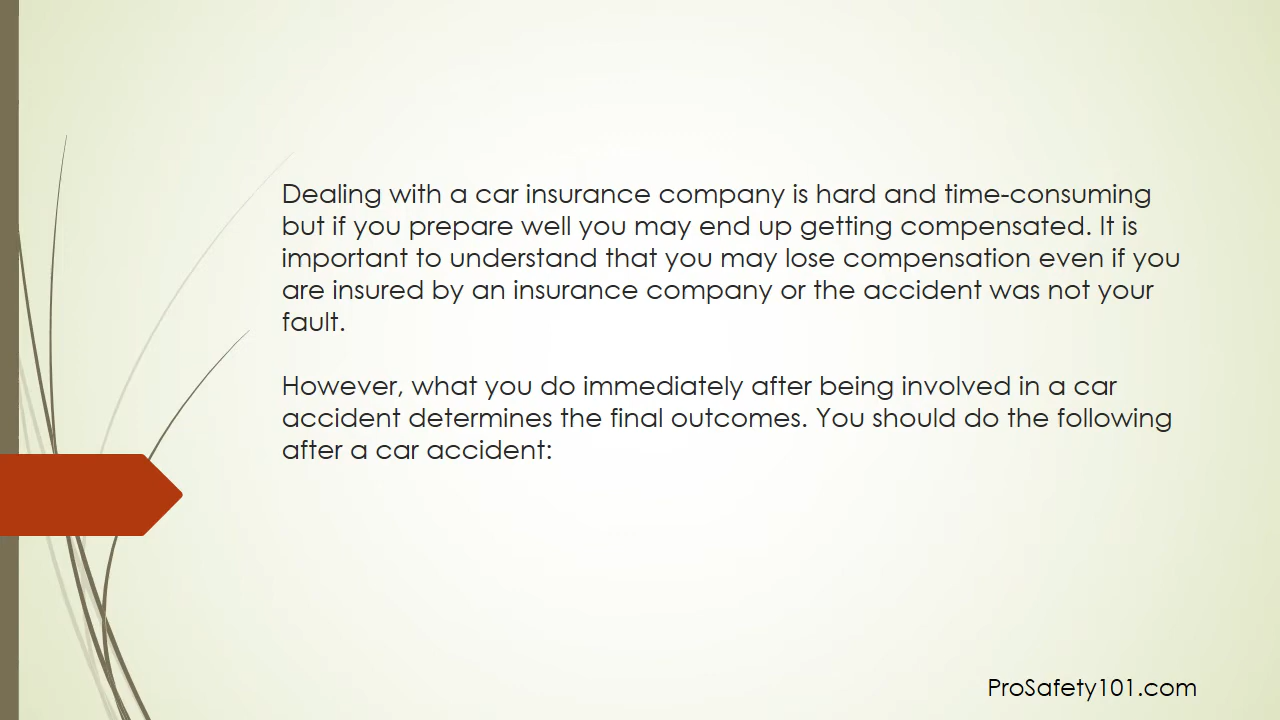 Dealing with a car insurance company is hard and time-consuming
but if you prepare well you may end up getting compensated. It is
important to understand that you may lose compensation even if you
are insured by an insurance company or the accident was not your
fault.
However, what you do immediately after being involved in a car
accident determines the final outcomes. You should do the following
after a car accident:
ProSafety101.com